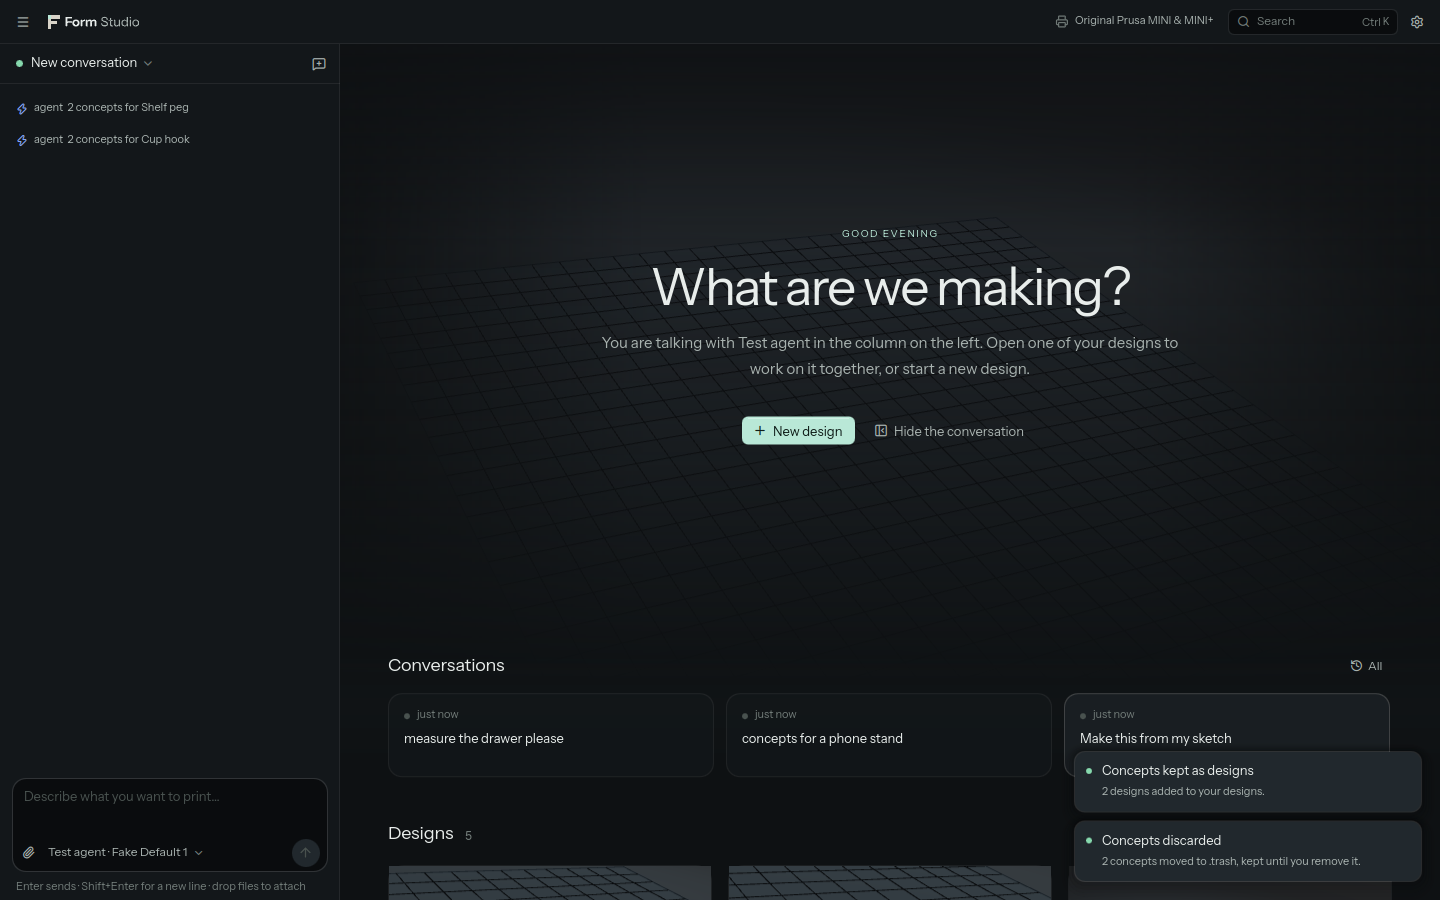 Form Studio
Original Prusa MINI & MINI+
Search
Ctrl K
New conversation
agent 2 concepts for Shelf peg
agent 2 concepts for Cup hook
GOOD EVENING
What are we making?
You are talking with Test agent in the column on the left. Open one of your designs to
work on it together, or start a new design.
New design
Hide the conversation
Conversations
All
just now
measure the drawer please
just now
concepts for a phone stand
just now
Make this from my sketch
Concepts kept as designs
2 designs added to your designs.
Designs 5
Concepts discarded
2 concepts moved to .trash, kept until you remove it.
Describe what you want to print...
Test agent · Fake Default 1
Enter sends · Shift+Enter for a new line · drop files to attach